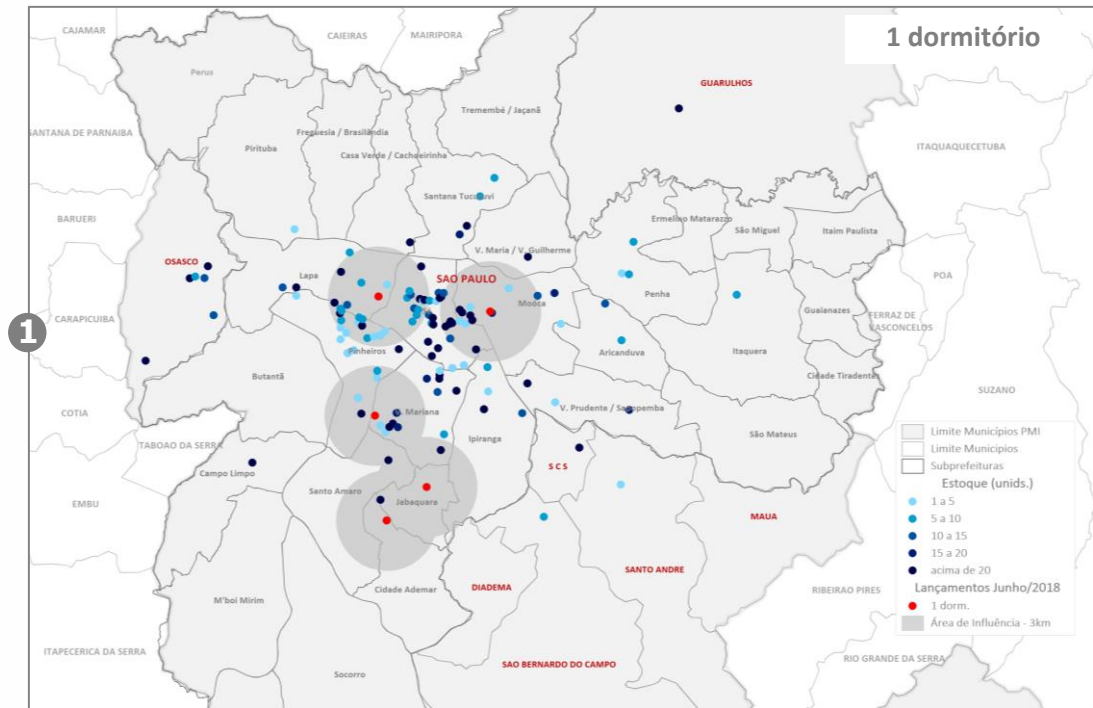 1 dormitório
CAJAMAR
CAIEIRAS
MAIRIPORA
Perus
GUARULHOS
Tremembé / Jaçanã
SANTANA DE PARNAIBA
Freguesia / Brasilândia
ITAQUAQUECETUBA
Pirituba
Casa Verde / Cachoeirinha
Santana Tucuruvi
BARUERI
Ermelino Matarazzo
São Miguel
Itaim Paulista
V. Maria / V. Guilherme
OSASCO
Lapa
SAO PAULO
POA
Penha
Moóca
Guaianazes
CARAPICUIBA
FERRAZ DE
VASCONCELOS
1
Pinheiros
Aricanduva
Itaquera
Butantã
Cidade Tiradentes
SUZANO
COTIA
V. Mariana
V. Prudente / Sapopemba
TABOAO DA SERRA
Ipiranga
São Mateus
Campo Limpo
S C S
Santo Amaro
Jabaquara
EMBU
MAUA
SANTO ANDRE
DIADEMA
Cidade Ademar
M'boi Mirim
RIBEIRAO PIRES
ITAPECERICA DA SERRA
SAO BERNARDO DO CAMPO
RIO GRANDE DA SERRA
Socorro
Limite Municípios PMI
Limite Municipios
Subprefeituras
Estoque (unids.)
1 a 5
5 a 10
10 a 15
15 a 20
acima de 20
Lançamentos Junho/2018
1 dorm.
Área de Influência - 3km